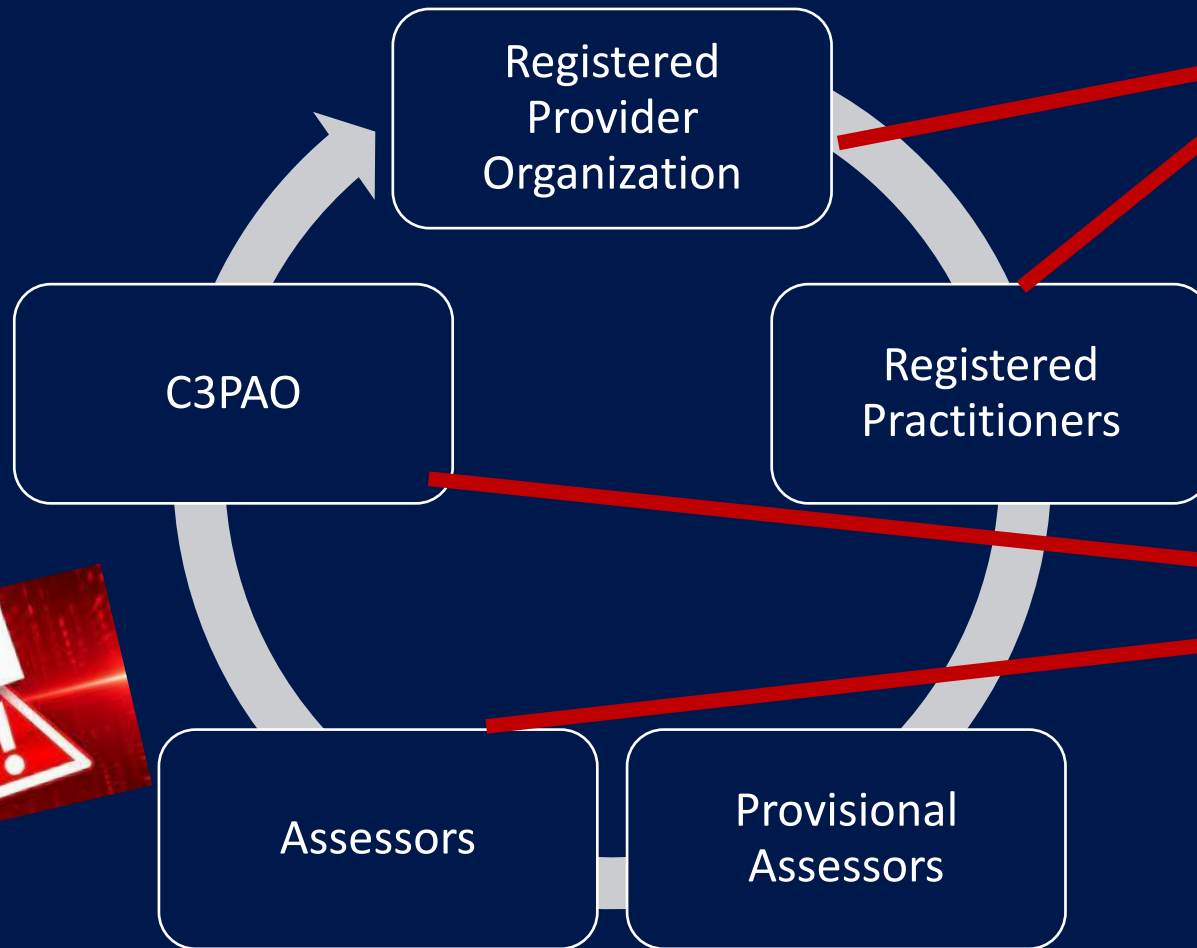 Registered
Provider
Organization
C3PAO
Registered
Practitioners
Assessors
Provisional
Assessors